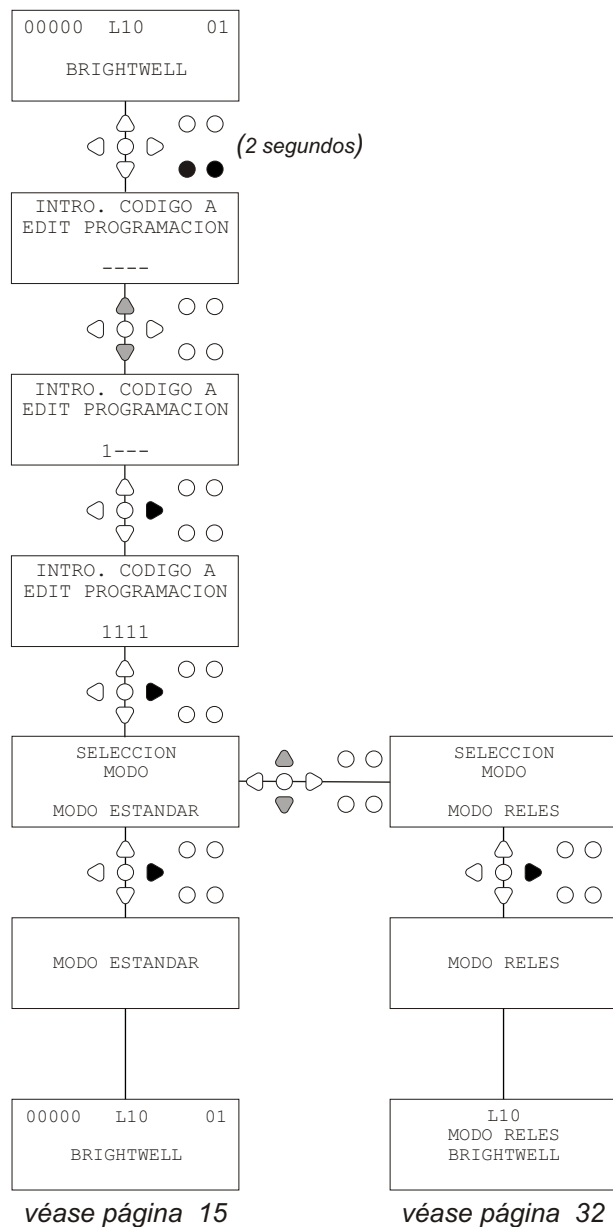 00000 L10 01
BRIGHTWELL
(2 segundos)
INTRO. CODIGO A
EDIT PROGRAMACION
----
INTRO. CODIGO A
EDIT PROGRAMACION
1---
INTRO. CODIGO A
EDIT PROGRAMACION
1111
SELECCION
MODO
MODO ESTANDAR
SELECCION
MODO
MODO RELES
MODO ESTANDAR
MODO RELES
00000 L10 01
BRIGHTWELL
L10
MODO RELES
BRIGHTWELL
véase página 15
véase página 32